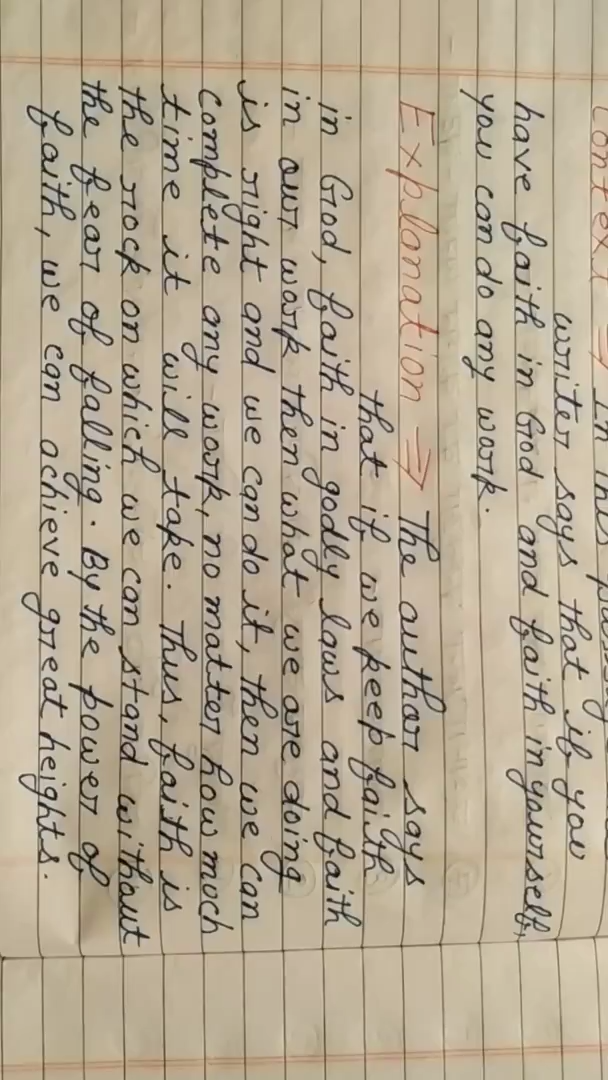 Context ⇒ In this
writer says that if you
have faith in God and faith in yourself,
you can do any work.
Explanation ⇒ The author says
that if we keep faith
in God, faith in godly laws and faith
in our work then what we are doing
is right and we can do it, then we can
complete any work, no matter how much
time it will take. Thus, faith is
the rock on which we can stand without
the fear of falling. By the power of
faith, we can achieve great heights.